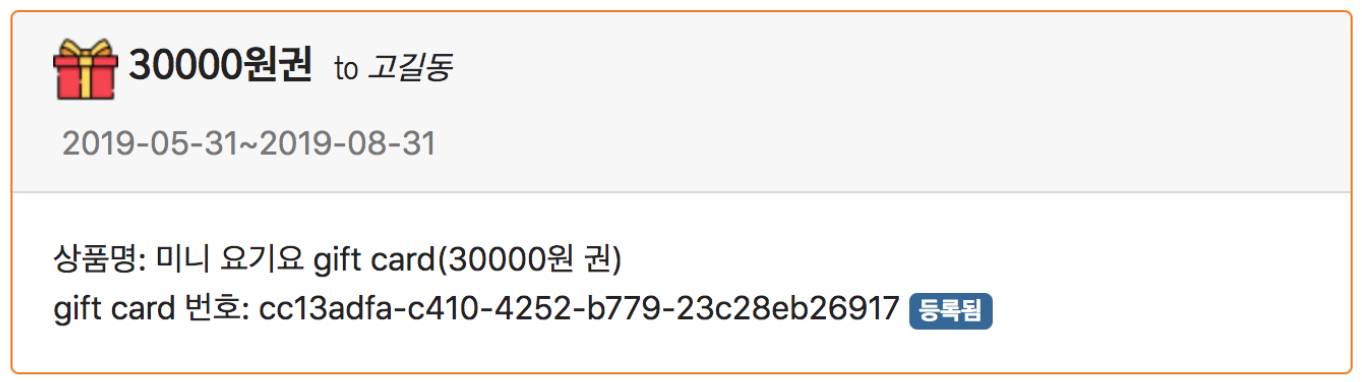 30000원권 to 고길동
2019-05-31~2019-08-31
상품명: 미니 요기요 gift card(30000원 권)
gift card 번호: cc13adfa-c410-4252-b779-23c28eb26917 등록됨